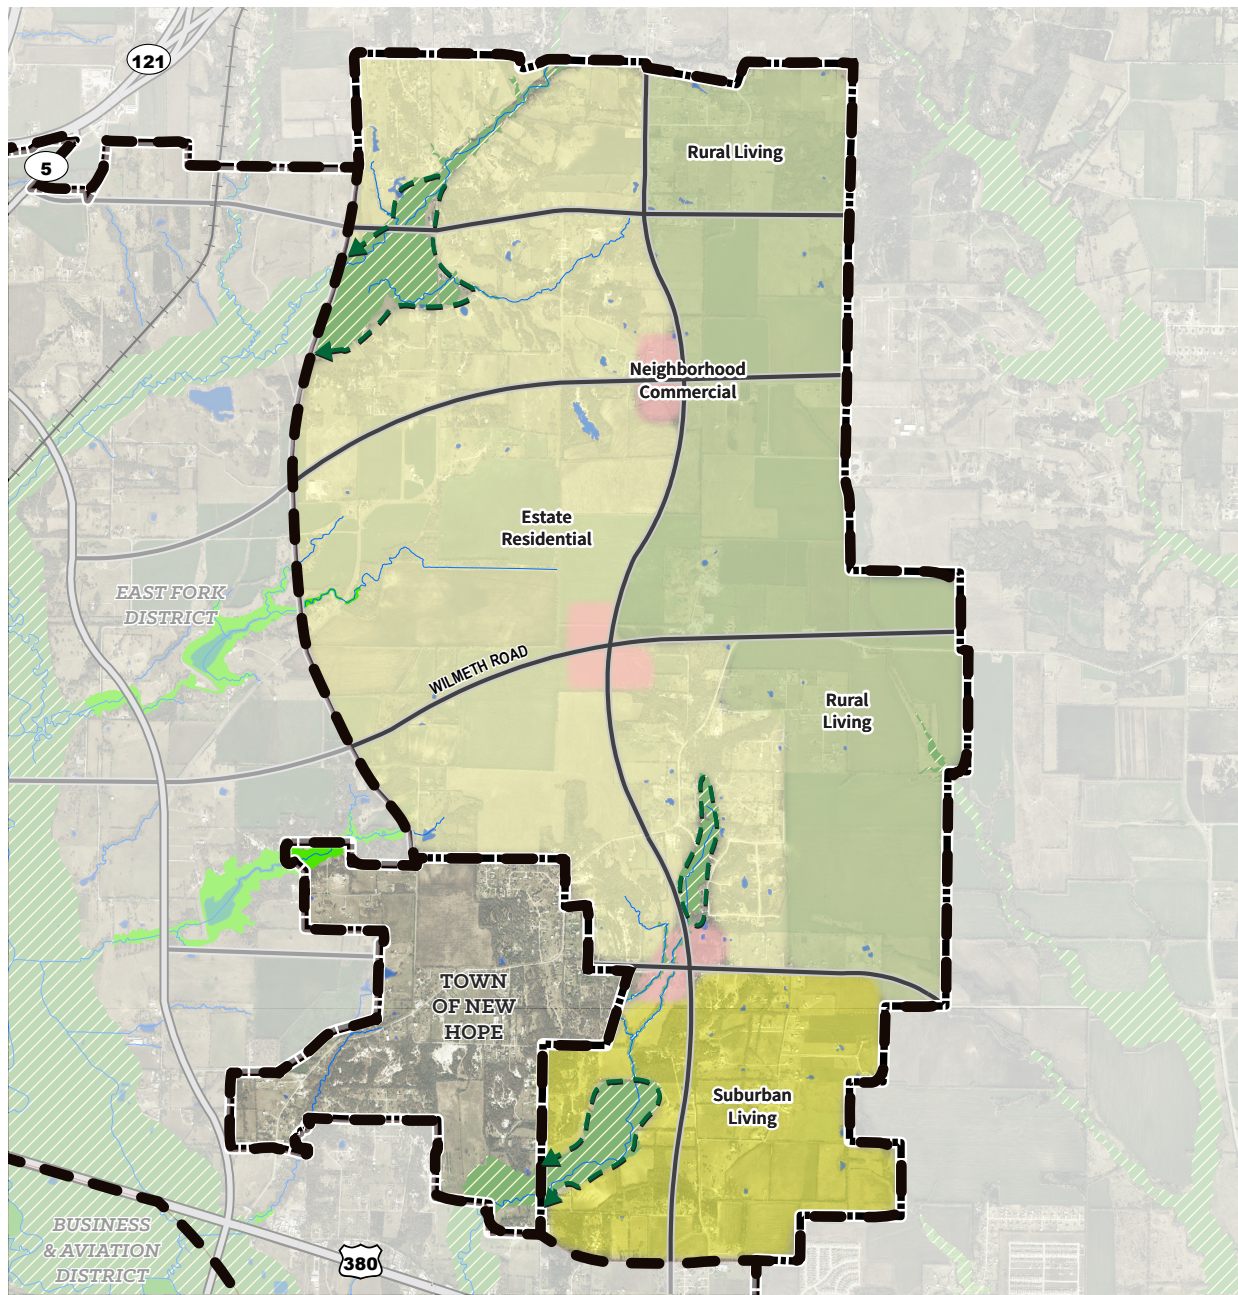 121
5
Rural Living
Neighborhood
Commercial
Estate
Residential
EAST FORK
DISTRICT
WILMETH ROAD
Rural
Living
TOWN
OF NEW
HOPE
Suburban
Living
BUSINESS
& AVIATION
DISTRICT
380